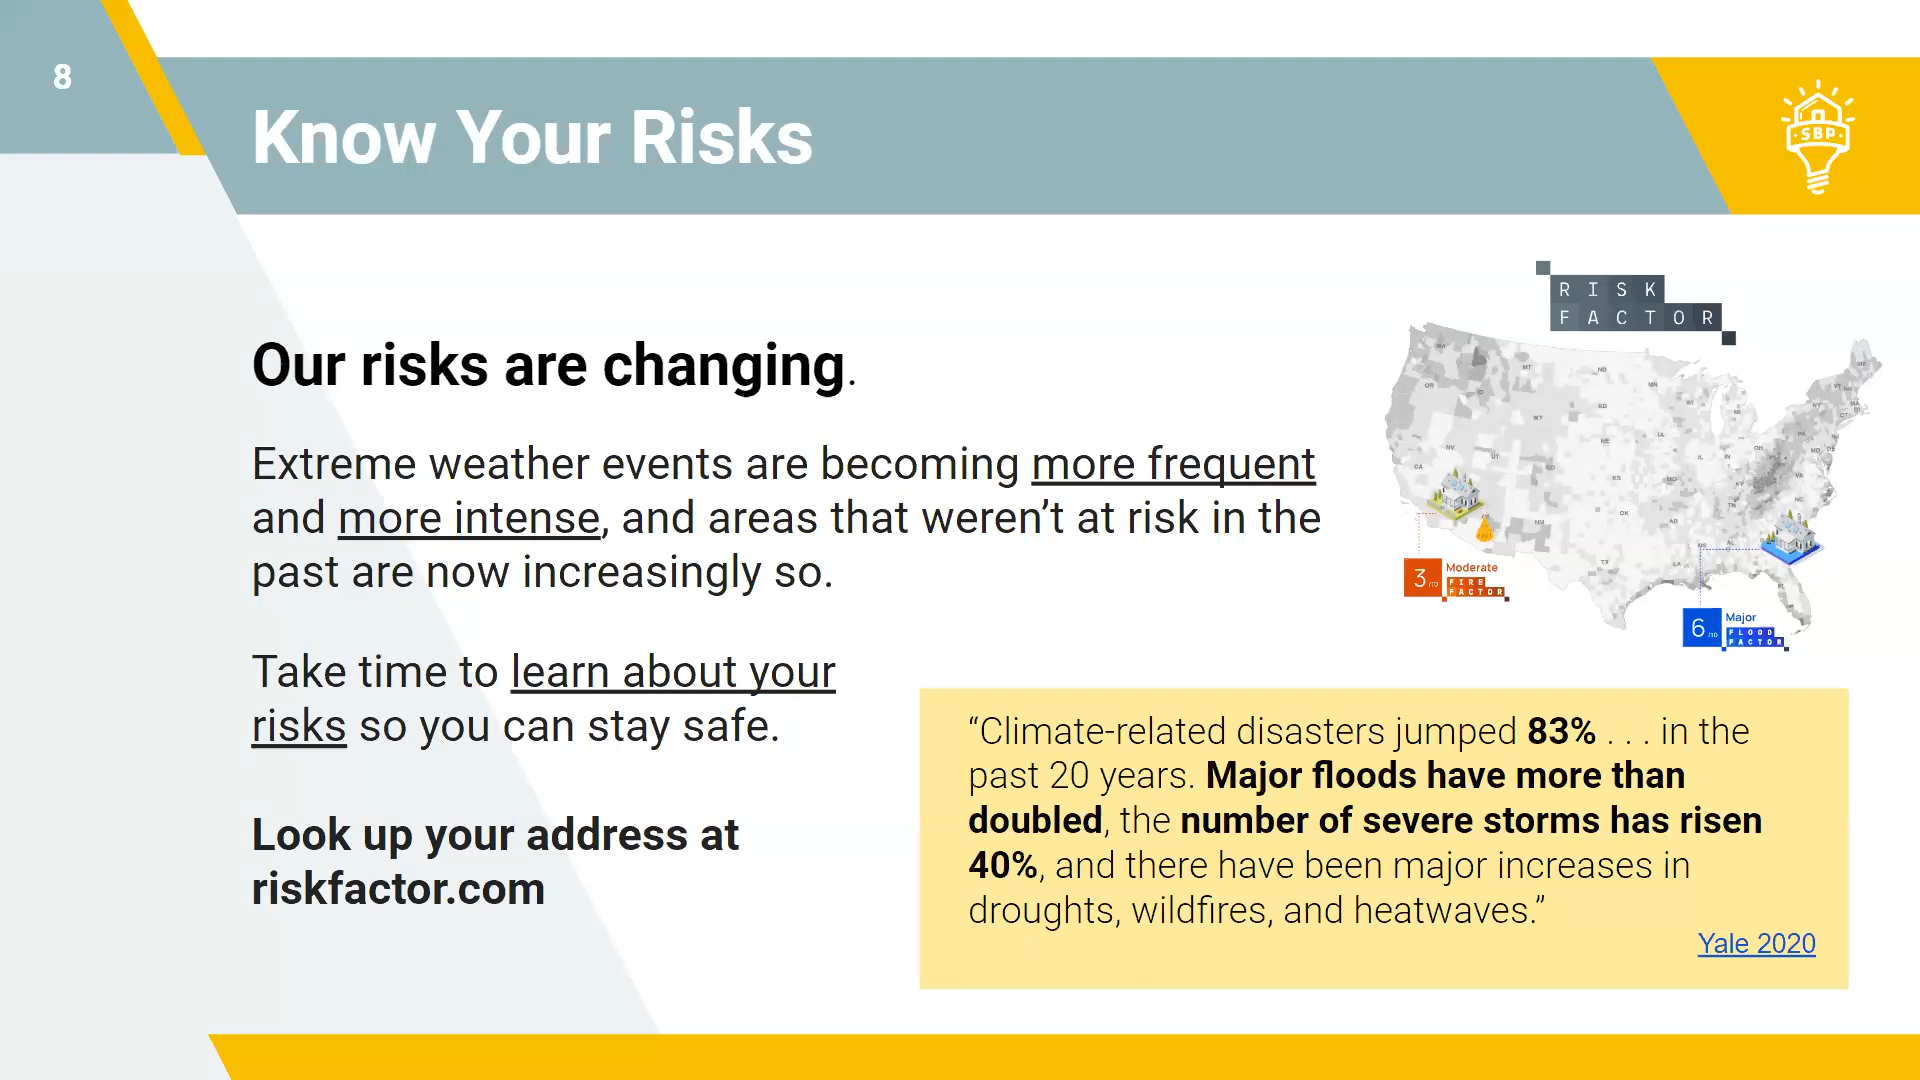 8
Know Your Risks
SBP
RISK
FACTOR
Our risks are changing.
Extreme weather events are becoming more frequent
and more intense, and areas that weren’t at risk in the
past are now increasingly so.
Take time to learn about your
risks so you can stay safe.
Look up your address at
riskfactor.com
3/10 Moderate
FIRE
FACTOR
6/10 Major
FLOOD
FACTOR
“Climate-related disasters jumped 83% . . . in the
past 20 years. Major floods have more than
doubled, the number of severe storms has risen
40%, and there have been major increases in
droughts, wildfires, and heatwaves.”
Yale 2020